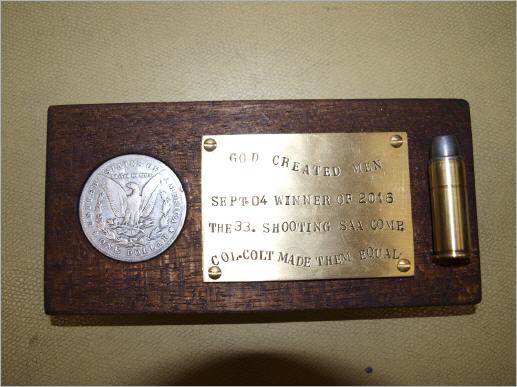 UNITED STATES OF AMERICA
ONE DOLLAR
GOD CREATED MEN
SEPT.04 WINNER OF 2016
THE 33. SHOOTING SAA COMP.
COL.COLT MADE THEM EQUAL